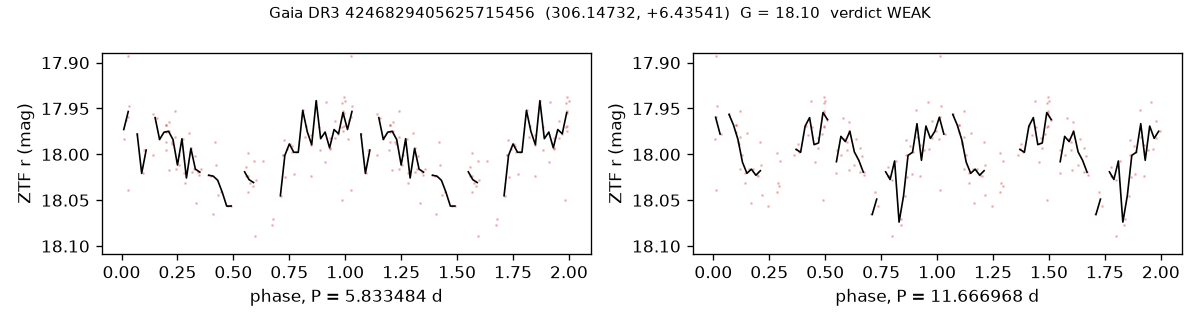 Gaia DR3 4246829405625715456 (306.14732, +6.43541) G = 18.10 verdict WEAK
ZTF r (mag)
17.90
17.95
18.00
18.05
18.10
0.00 0.25 0.50 0.75 1.00 1.25 1.50 1.75 2.00
phase, P = 5.833484 d
ZTF r (mag)
17.90
17.95
18.00
18.05
18.10
0.00 0.25 0.50 0.75 1.00 1.25 1.50 1.75 2.00
phase, P = 11.666968 d